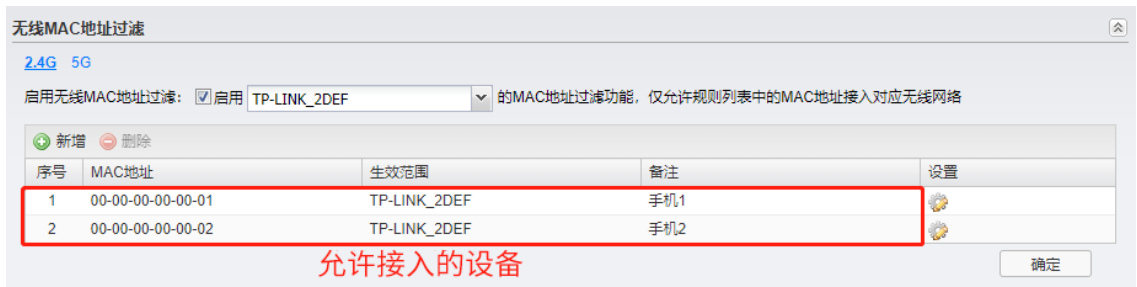 无线MAC地址过滤
2.4G 5G
启用无线MAC地址过滤： 启用 TP-LINK_2DEF 的MAC地址过滤功能，仅允许规则列表中的MAC地址接入对应无线网络
新增 删除
序号 MAC地址 生效范围 备注 设置
1 00-00-00-00-00-01 TP-LINK_2DEF 手机1
2 00-00-00-00-00-02 TP-LINK_2DEF 手机2
允许接入的设备
确定